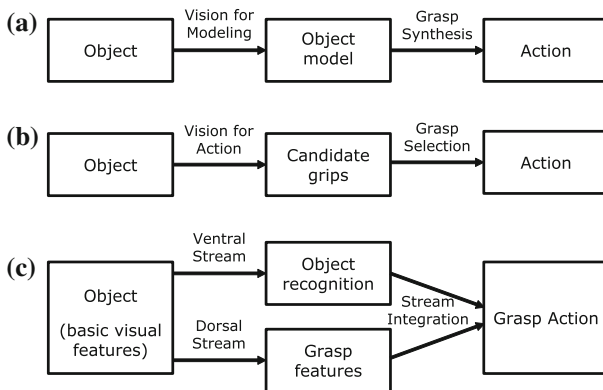 (a)
Object
Vision for
Modeling
Object
model
Grasp
Synthesis
Action
(b)
Object
Vision for
Action
Candidate
grips
Grasp
Selection
Action
(c)
Object
(basic visual
features)
Ventral
Stream
Object
recognition
Dorsal
Stream
Grasp
features
Stream
Integration
Grasp Action